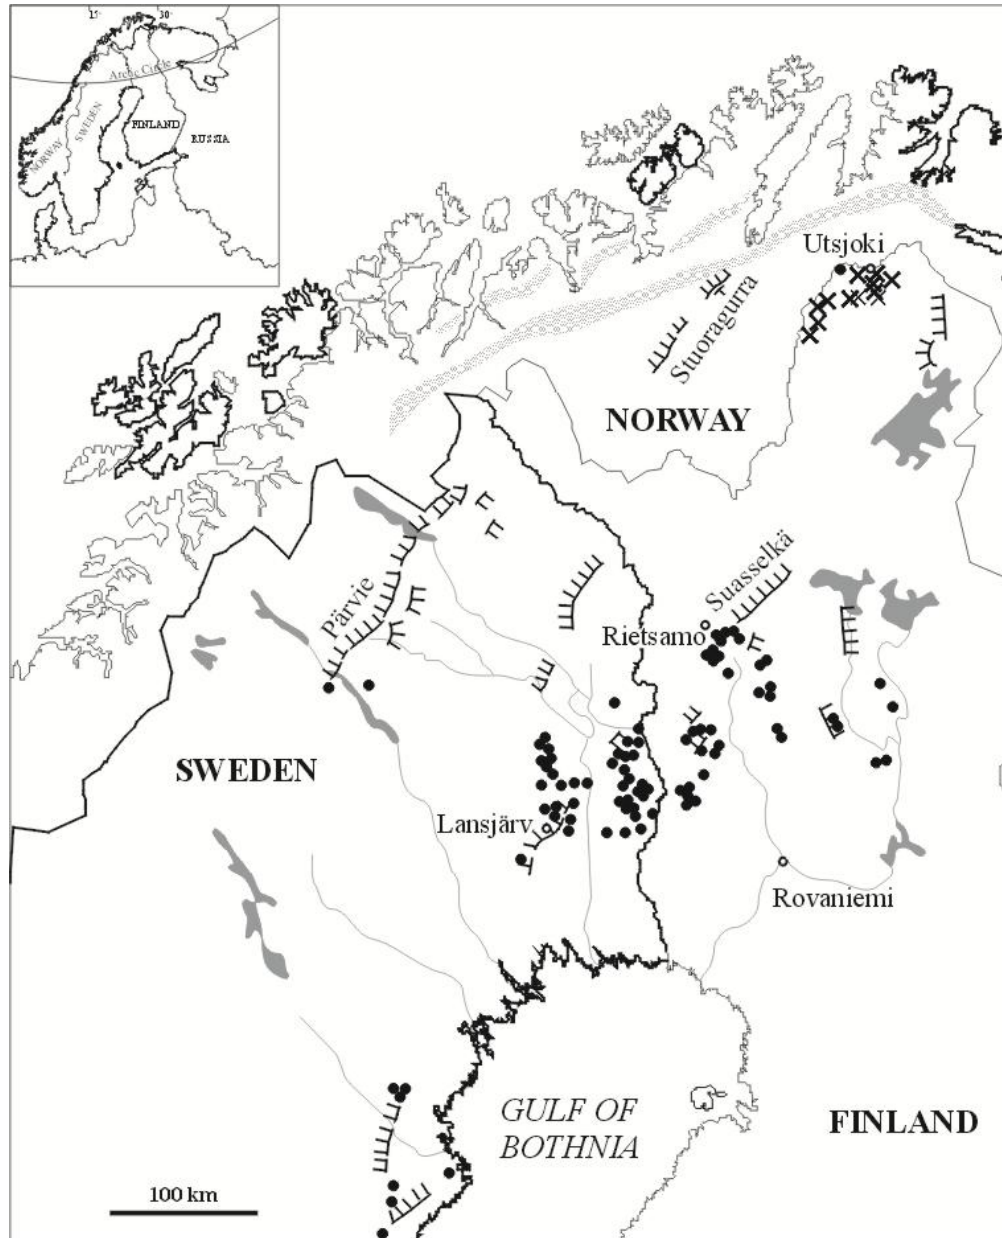 15° 30°
Arctic Circle
NORWAY
SWEDEN
FINLAND
RUSSIA
Utsjoki
Stuoragurra
NORWAY
Suasselkä
Pärvie
Rietsamo
SWEDEN
Lansjärv
Rovaniemi
GULF OF
BOTHNIA
FINLAND
100 km